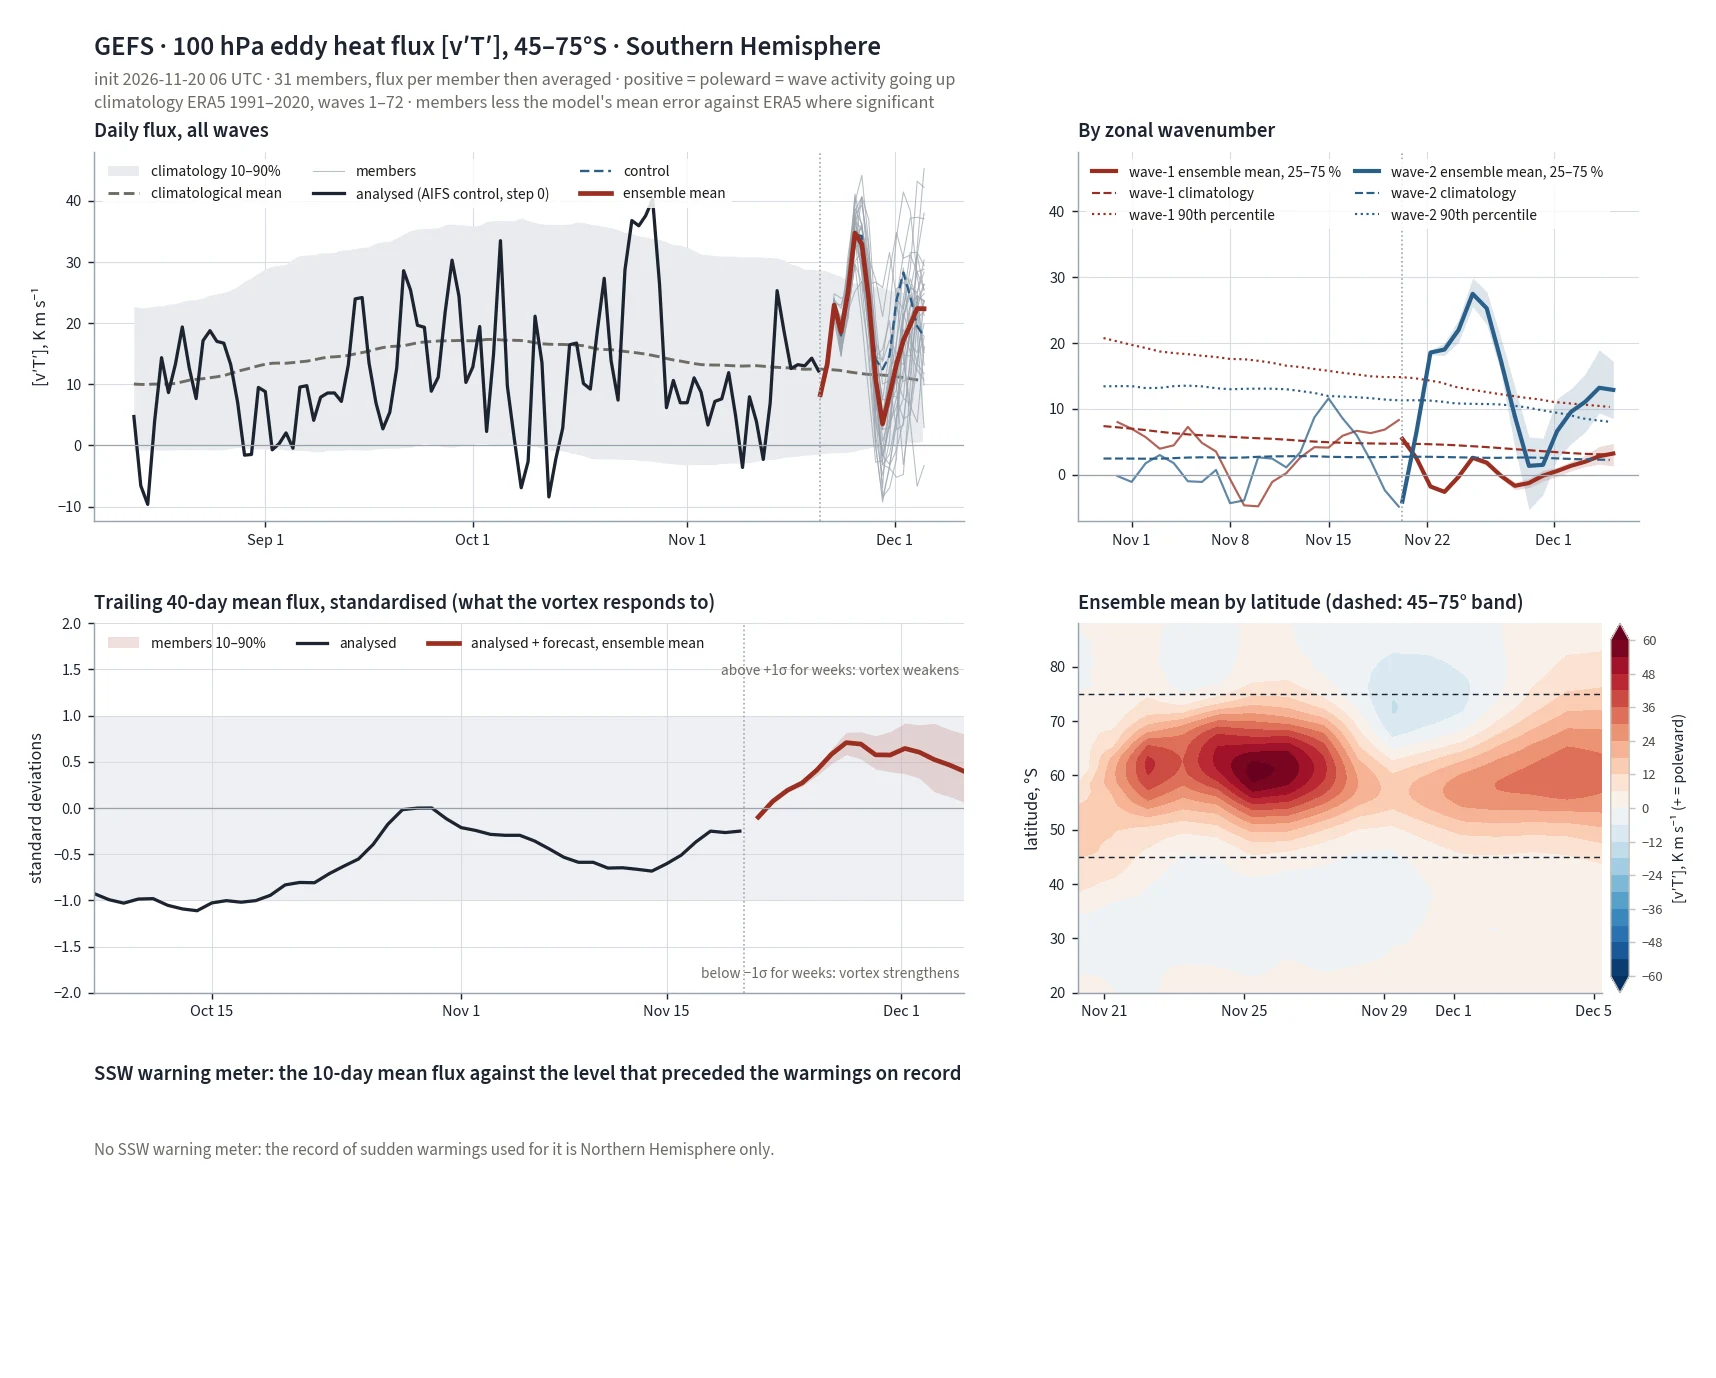 GEFS · 100 hPa eddy heat flux [v′T′], 45–75°S · Southern Hemisphere
init 2026-11-20 06 UTC · 31 members, flux per member then averaged · positive = poleward = wave activity going up
climatology ERA5 1991–2020, waves 1–72 · members less the model's mean error against ERA5 where significant
Daily flux, all waves
climatology 10–90%
members
control
climatological mean
analysed (AIFS control, step 0)
ensemble mean
[v′T′], K m s⁻¹
40
30
20
10
0
−10
Sep 1
Oct 1
Nov 1
Dec 1
By zonal wavenumber
wave-1 ensemble mean, 25–75 %
wave-2 ensemble mean, 25–75 %
wave-1 climatology
wave-2 climatology
wave-1 90th percentile
wave-2 90th percentile
40
30
20
10
0
Nov 1
Nov 8
Nov 15
Nov 22
Dec 1
Trailing 40-day mean flux, standardised (what the vortex responds to)
members 10–90%
analysed
analysed + forecast, ensemble mean
above +1σ for weeks: vortex weakens
below −1σ for weeks: vortex strengthens
standard deviations
2.0
1.5
1.0
0.5
0.0
−0.5
−1.0
−1.5
−2.0
Oct 15
Nov 1
Nov 15
Dec 1
Ensemble mean by latitude (dashed: 45–75° band)
latitude, °S
80
70
60
50
40
30
20
Nov 21
Nov 25
Nov 29
Dec 1
Dec 5
60
48
36
24
12
0
−12
−24
−36
−48
−60
[v′T′], K m s⁻¹ (+ = poleward)
SSW warning meter: the 10-day mean flux against the level that preceded the warmings on record
No SSW warning meter: the record of sudden warmings used for it is Northern Hemisphere only.